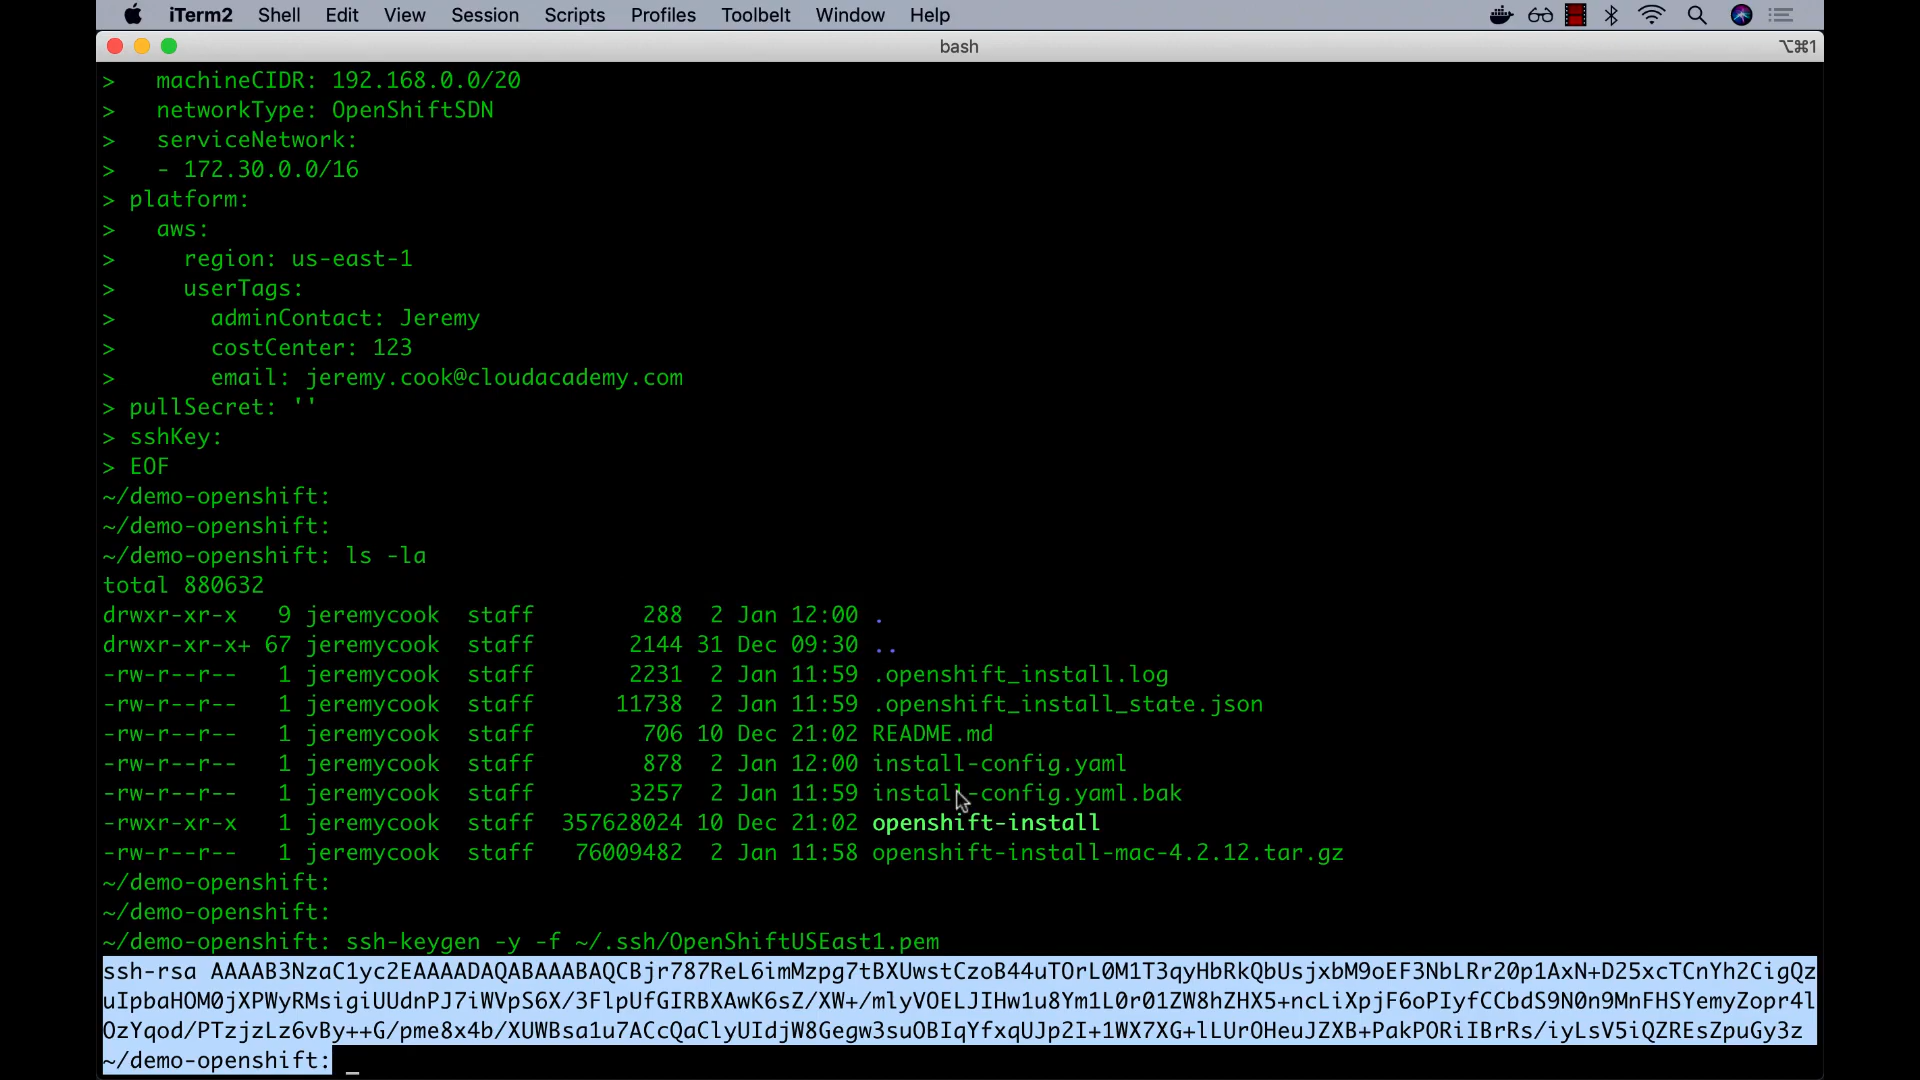 iTerm2 Shell Edit View Session Scripts Profiles Toolbelt Window Help
bash ⌥⌘1
>   machineCIDR: 192.168.0.0/20
>   networkType: OpenShiftSDN
>   serviceNetwork:
>   - 172.30.0.0/16
> platform:
>   aws:
>     region: us-east-1
>     userTags:
>       adminContact: Jeremy
>       costCenter: 123
>       email: jeremy.cook@cloudacademy.com
> pullSecret: ''
> sshKey:
> EOF
~/demo-openshift:
~/demo-openshift:
~/demo-openshift: ls -la
total 880632
drwxr-xr-x   9 jeremycook  staff        288  2 Jan 12:00 .
drwxr-xr-x+ 67 jeremycook  staff       2144 31 Dec 09:30 ..
-rw-r--r--   1 jeremycook  staff       2231  2 Jan 11:59 .openshift_install.log
-rw-r--r--   1 jeremycook  staff      11738  2 Jan 11:59 .openshift_install_state.json
-rw-r--r--   1 jeremycook  staff        706 10 Dec 21:02 README.md
-rw-r--r--   1 jeremycook  staff        878  2 Jan 12:00 install-config.yaml
-rw-r--r--   1 jeremycook  staff       3257  2 Jan 11:59 install-config.yaml.bak
-rwxr-xr-x   1 jeremycook  staff  357628024 10 Dec 21:02 openshift-install
-rw-r--r--   1 jeremycook  staff   76009482  2 Jan 11:58 openshift-install-mac-4.2.12.tar.gz
~/demo-openshift:
~/demo-openshift:
~/demo-openshift: ssh-keygen -y -f ~/.ssh/OpenShiftUSEast1.pem
ssh-rsa AAAAB3NzaC1yc2EAAAADAQABAAABAQCBjr787ReL6imMzpg7tBXUwstCzoB44uTOrL0M1T3qyHbRkQbUsjxbM9oEF3NbLRr20p1AxN+D25xcTCnYh2CigQz
uIpbaHOM0jXPWyRMsigiUUdnPJ7iWVpS6X/3FlpUfGIRBXAwK6sZ/XW+/mlyVOELJIHw1u8Ym1L0r01ZW8hZHX5+ncLiXpjF6oPIyfCCbdS9N0n9MnFHSYemyZopr4l
OzYqod/PTzjzLz6vBy++G/pme8x4b/XUWBsa1u7ACcQaClyUIdjW8Gegw3suOBIqYfxqUJp2I+1WX7XG+lLUrOHeuJZXB+PakPORiIBrRs/iyLsV5iQZREsZpuGy3z
~/demo-openshift: _